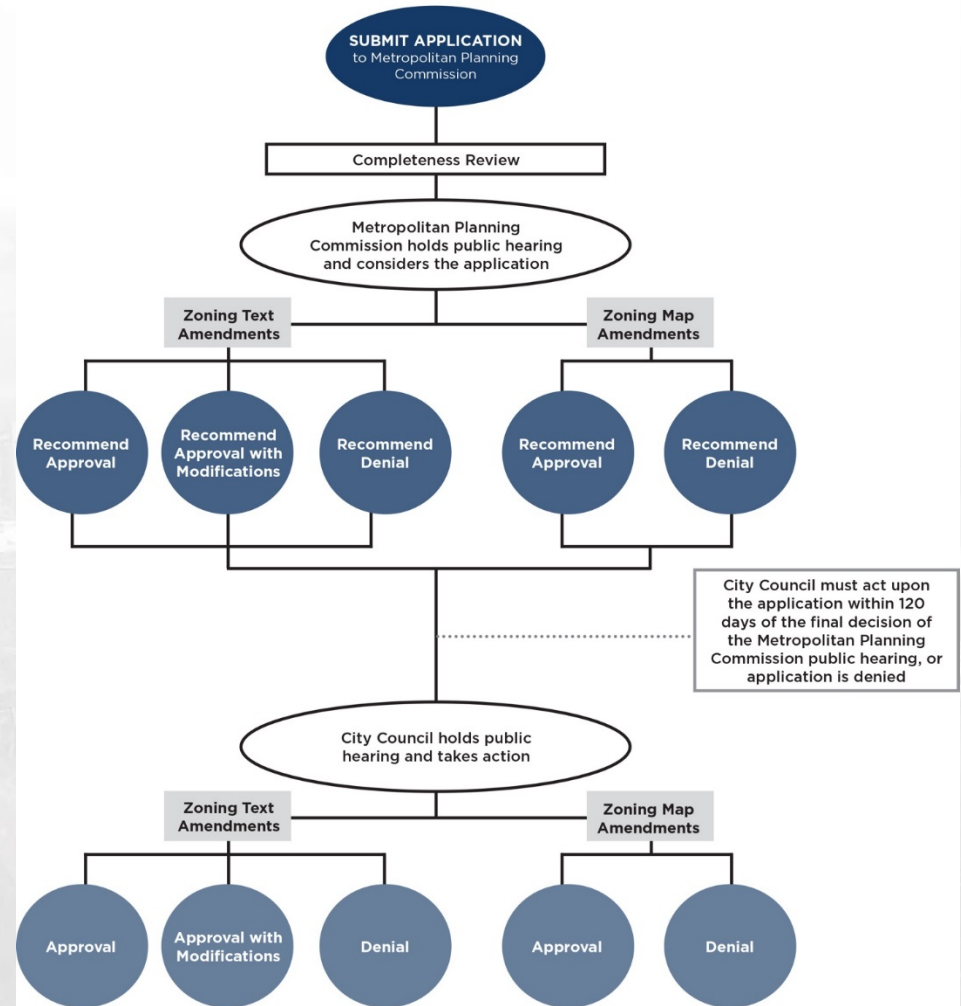 SUBMIT APPLICATION
to Metropolitan Planning
Commission
Completeness Review
Metropolitan Planning
Commission holds public hearing
and considers the application
Zoning Text
Amendments
Zoning Map
Amendments
Recommend
Approval
Recommend
Approval with
Modifications
Recommend
Denial
Recommend
Approval
Recommend
Denial
City Council must act upon
the application within 120
days of the final decision of
the Metropolitan Planning
Commission public hearing, or
application is denied
City Council holds public
hearing and takes action
Zoning Text
Amendments
Zoning Map
Amendments
Approval
Approval with
Modifications
Denial
Approval
Denial